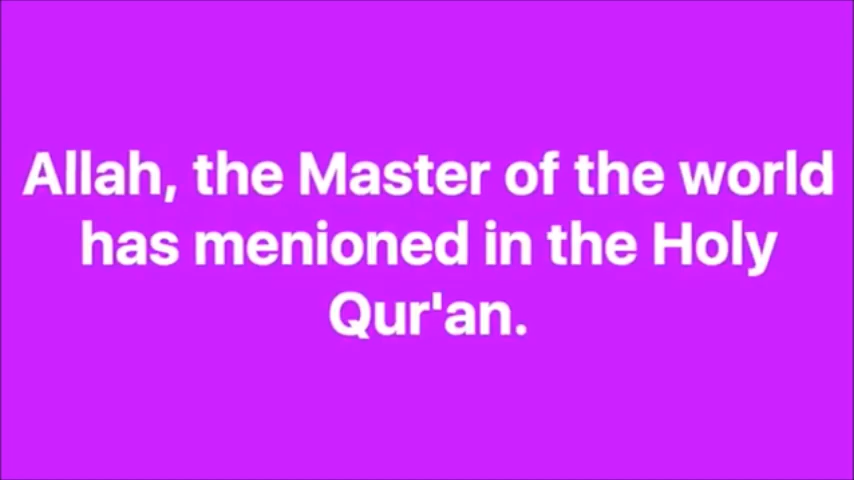 Allah, the Master of the world
has menioned in the Holy
Qur'an.